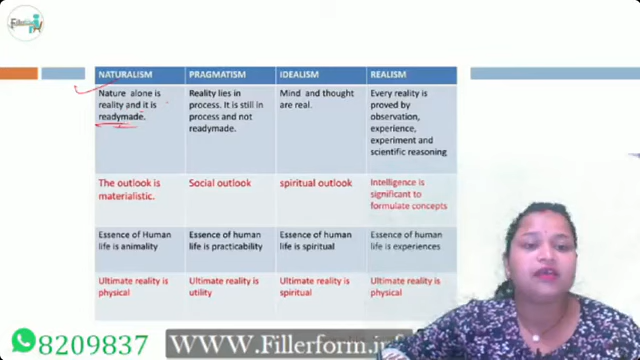 Fillerform
NATURALISM PRAGMATISM IDEALISM REALISM
Nature alone is reality and it is readymade.
Reality lies in process. It is still in process and not readymade.
Mind and thought are real.
Every reality is proved by observation, experience, experiment and scientific reasoning
The outlook is materialistic.
Social outlook
spiritual outlook
Intelligence is significant to formulate concepts
Essence of Human life is animality
Essence of human life is practicability
Essence of human life is spiritual
Essence of human life is experiences
Ultimate reality is physical
Ultimate reality is utility
Ultimate reality is spiritual
Ultimate reality is physical
8209837
WWW.Fillerform.inf